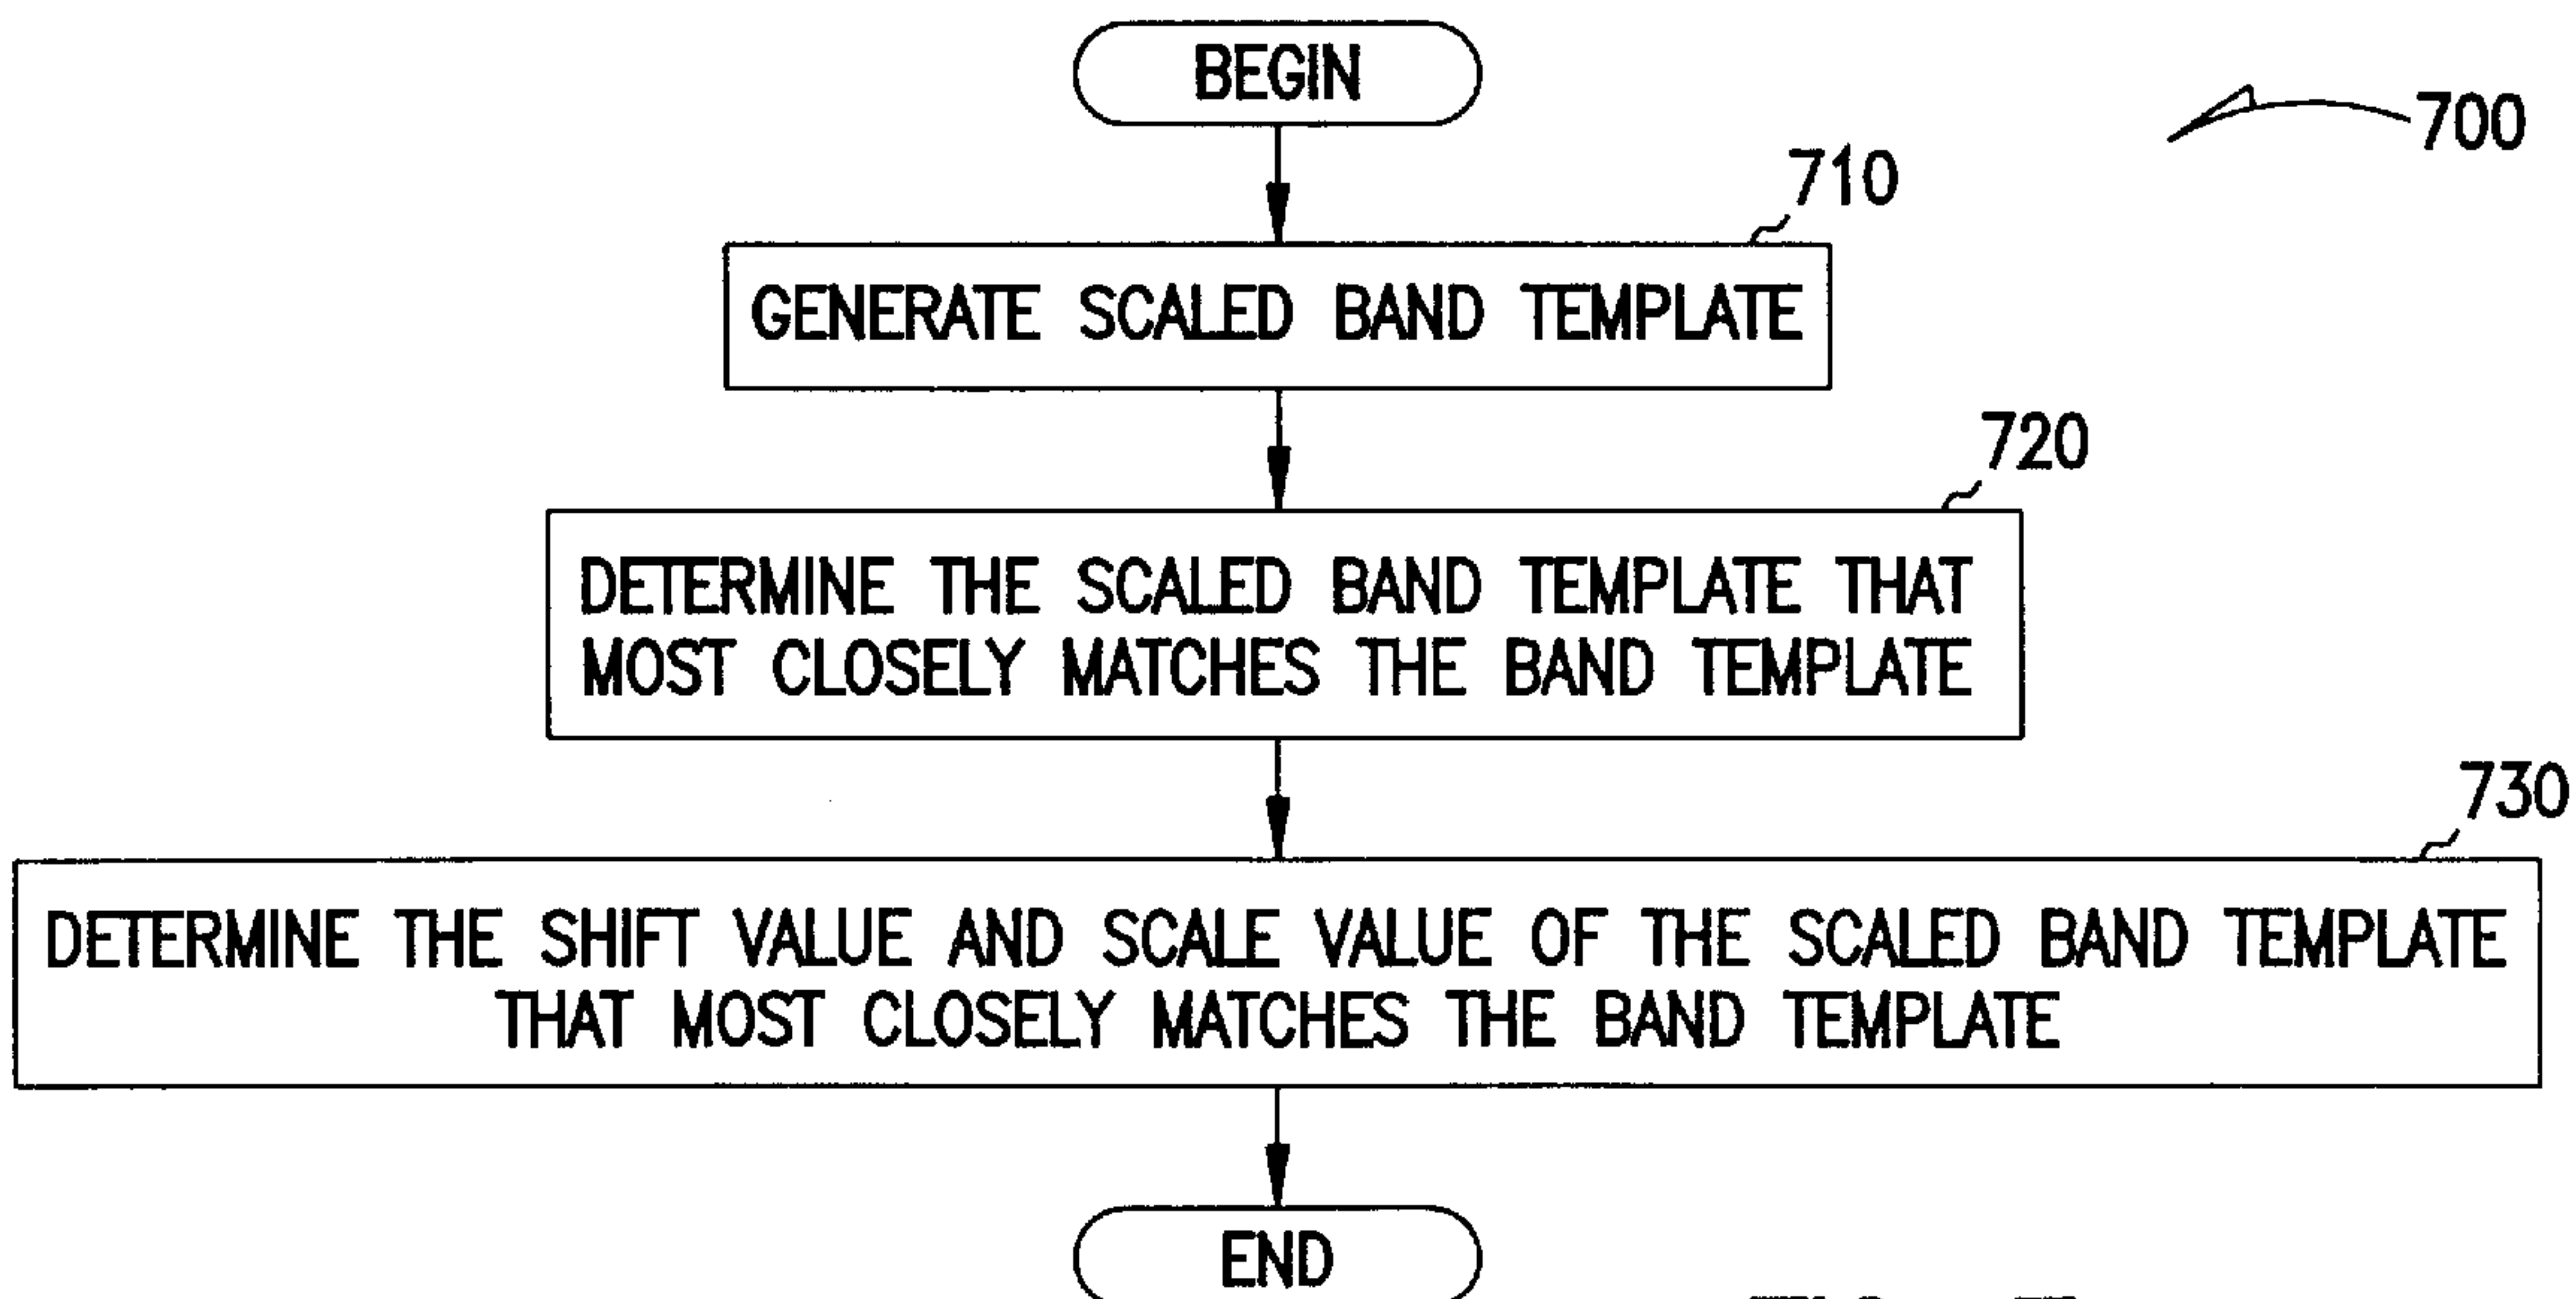 BEGIN
700
710
GENERATE SCALED BAND TEMPLATE
720
DETERMINE THE SCALED BAND TEMPLATE THAT
MOST CLOSELY MATCHES THE BAND TEMPLATE
730
DETERMINE THE SHIFT VALUE AND SCALE VALUE OF THE SCALED BAND TEMPLATE
THAT MOST CLOSELY MATCHES THE BAND TEMPLATE
END